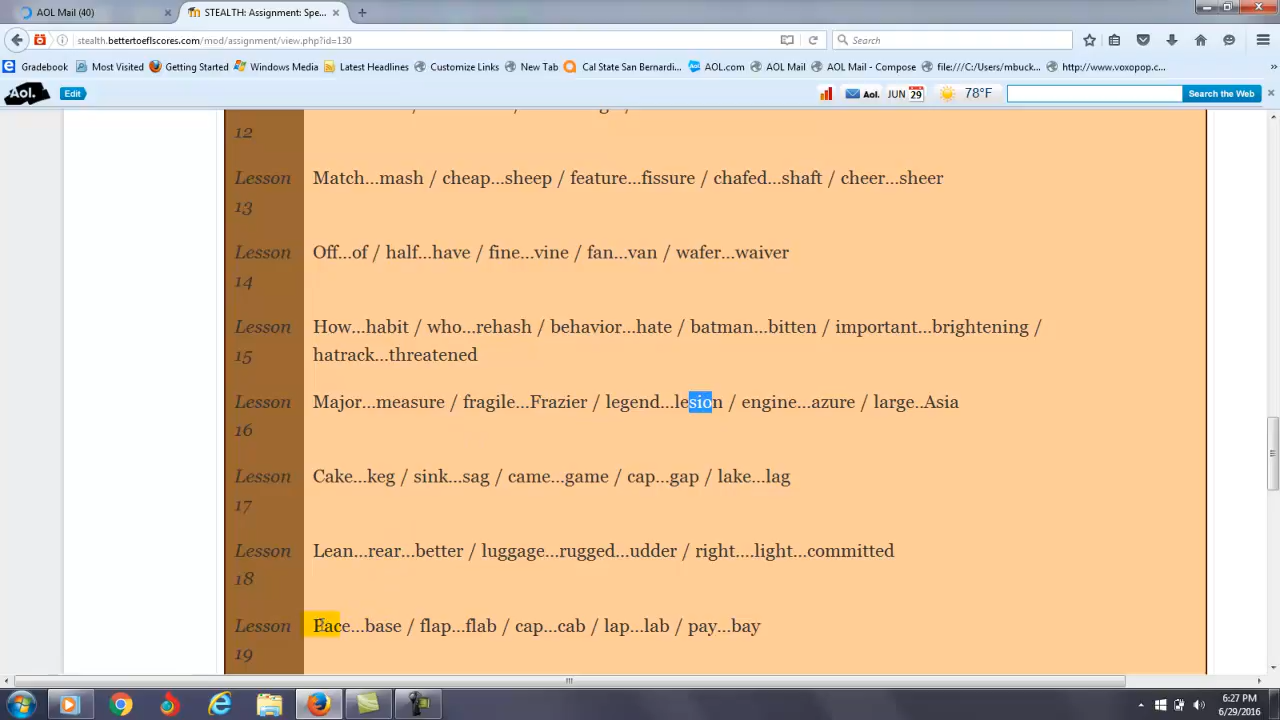 AOL Mail (40)
STEALTH: Assignment: Spe...
stealth.bettertoeflscores.com/mod/assignment/view.php?id=130
Search
Gradebook Most Visited Getting Started Windows Media Latest Headlines Customize Links New Tab Cal State San Bernardi... AOL.com AOL Mail AOL Mail - Compose file:///C:/Users/mbuck... http://www.voxopop.c...
Aol. Edit Aol. JUN 29 78°F Search the Web
12
Lesson Match...mash / cheap...sheep / feature...fissure / chafed...shaft / cheer...sheer
13
Lesson Off...of / half...have / fine...vine / fan...van / wafer...waiver
14
Lesson How...habit / who...rehash / behavior...hate / batman...bitten / important...brightening /
15 hatrack...threatened
Lesson Major...measure / fragile...Frazier / legend...lesion / engine...azure / large..Asia
16
Lesson Cake...keg / sink...sag / came...game / cap...gap / lake...lag
17
Lesson Lean...rear...better / luggage...rugged...udder / right....light...committed
18
Lesson Pace...base / flap...flab / cap...cab / lap...lab / pay...bay
19
6:27 PM
6/29/2016